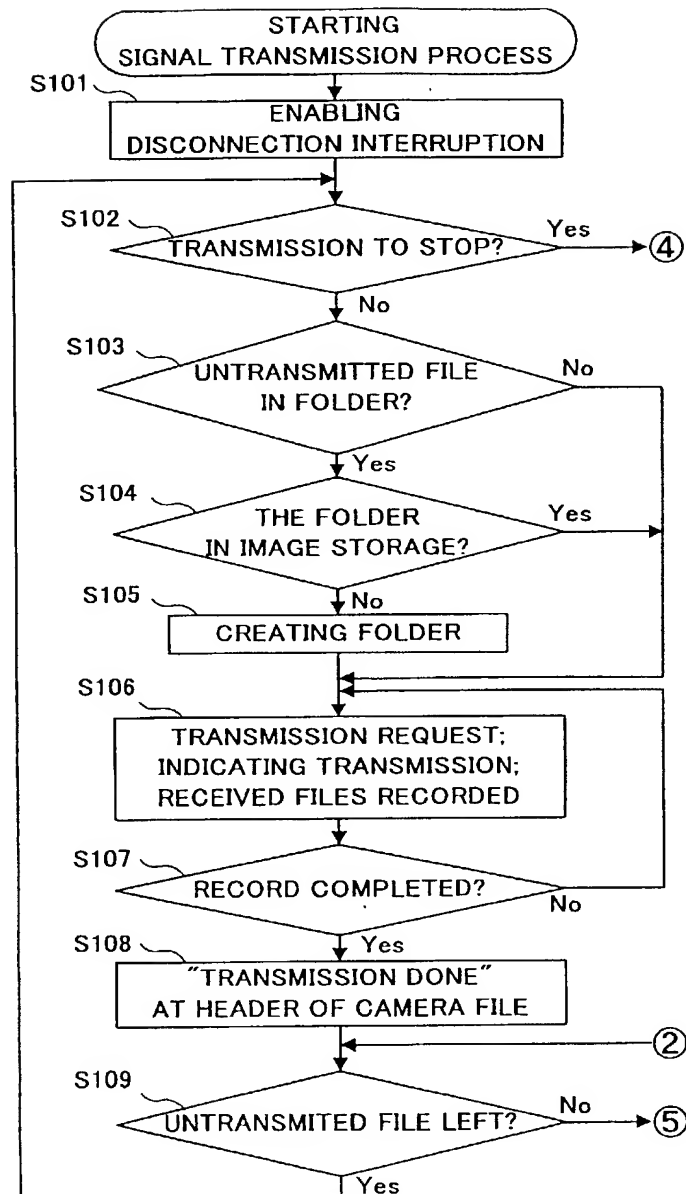 STARTING
SIGNAL TRANSMISSION PROCESS
S101
ENABLING
DISCONNECTION INTERRUPTION
S102
TRANSMISSION TO STOP?
Yes
④
No
S103
UNTRANSMITTED FILE
IN FOLDER?
No
Yes
S104
THE FOLDER
IN IMAGE STORAGE?
Yes
No
S105
CREATING FOLDER
S106
TRANSMISSION REQUEST;
INDICATING TRANSMISSION;
RECEIVED FILES RECORDED
S107
RECORD COMPLETED?
No
Yes
S108
"TRANSMISSION DONE"
AT HEADER OF CAMERA FILE
②
S109
UNTRANSMITED FILE LEFT?
No
⑤
Yes